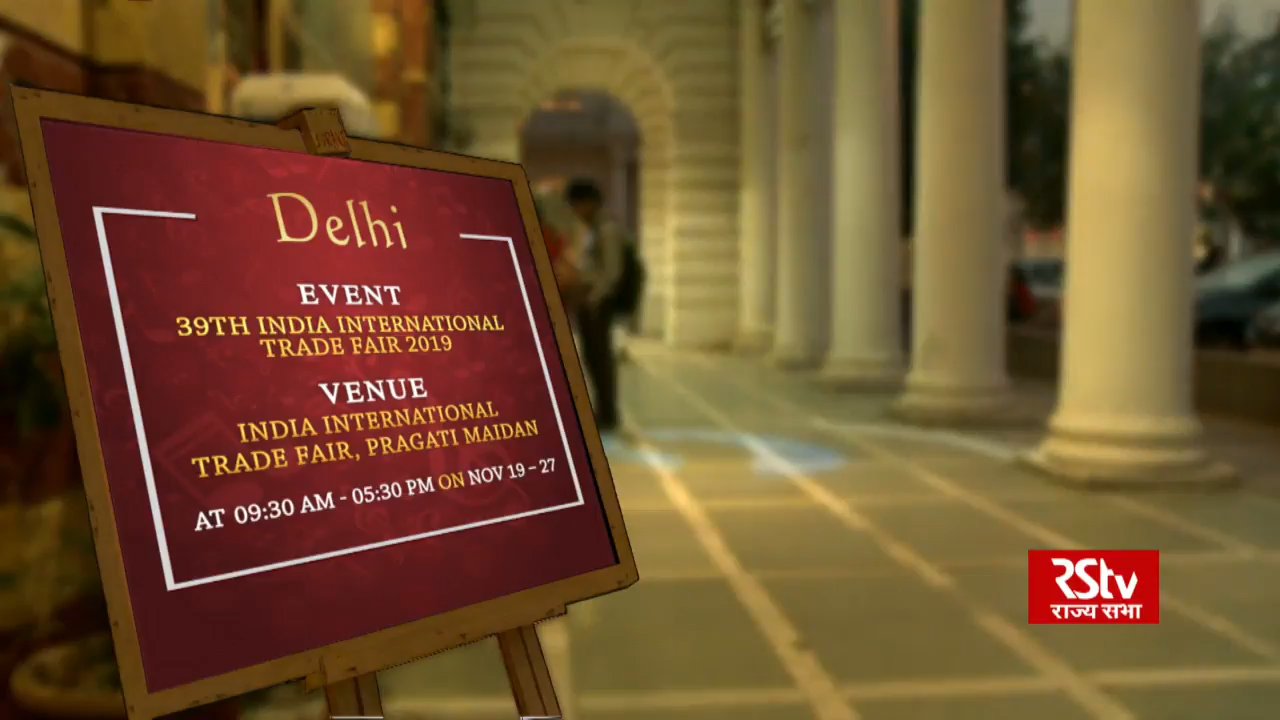 Delhi
EVENT
39TH INDIA INTERNATIONAL
TRADE FAIR 2019
VENUE
INDIA INTERNATIONAL
TRADE FAIR, PRAGATI MAIDAN
AT 09:30 AM - 05:30 PM ON NOV 19 - 27
RStv
राज्य सभा